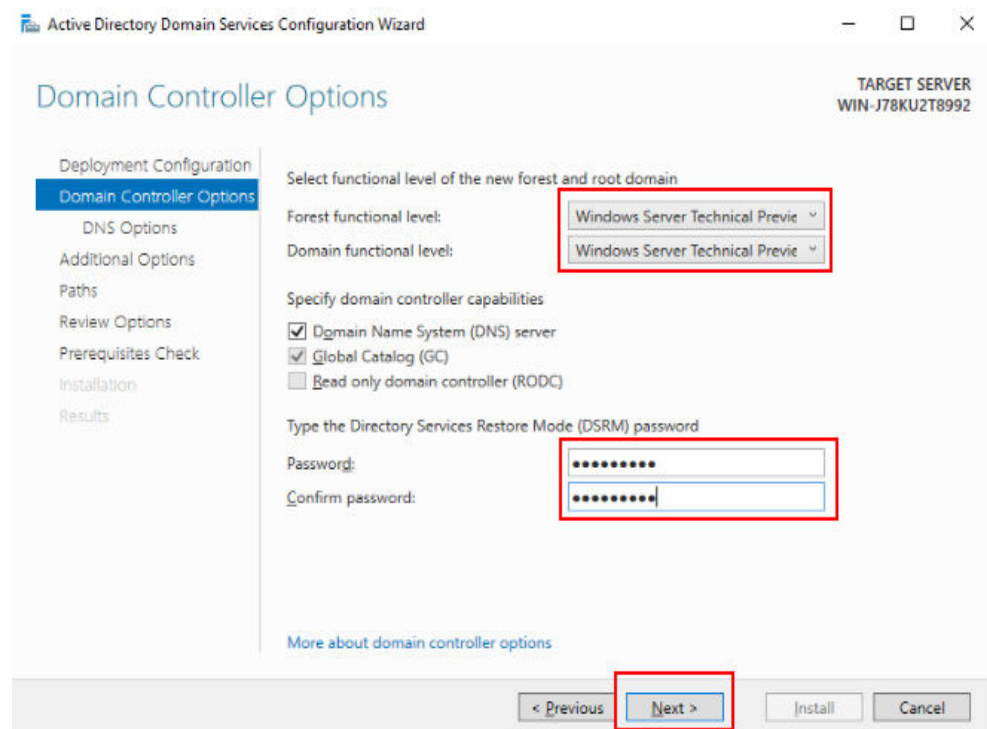 Active Directory Domain Services Configuration Wizard
Domain Controller Options
TARGET SERVER
WIN-J78KU2T8992
Deployment Configuration
Domain Controller Options
DNS Options
Additional Options
Paths
Review Options
Prerequisites Check
Installation
Results
Select functional level of the new forest and root domain
Forest functional level:
Windows Server Technical Previe
Domain functional level:
Windows Server Technical Previe
Specify domain controller capabilities
Domain Name System (DNS) server
Global Catalog (GC)
Read only domain controller (RODC)
Type the Directory Services Restore Mode (DSRM) password
Password:
•••••••••
Confirm password:
•••••••••
More about domain controller options
< Previous
Next >
Install
Cancel